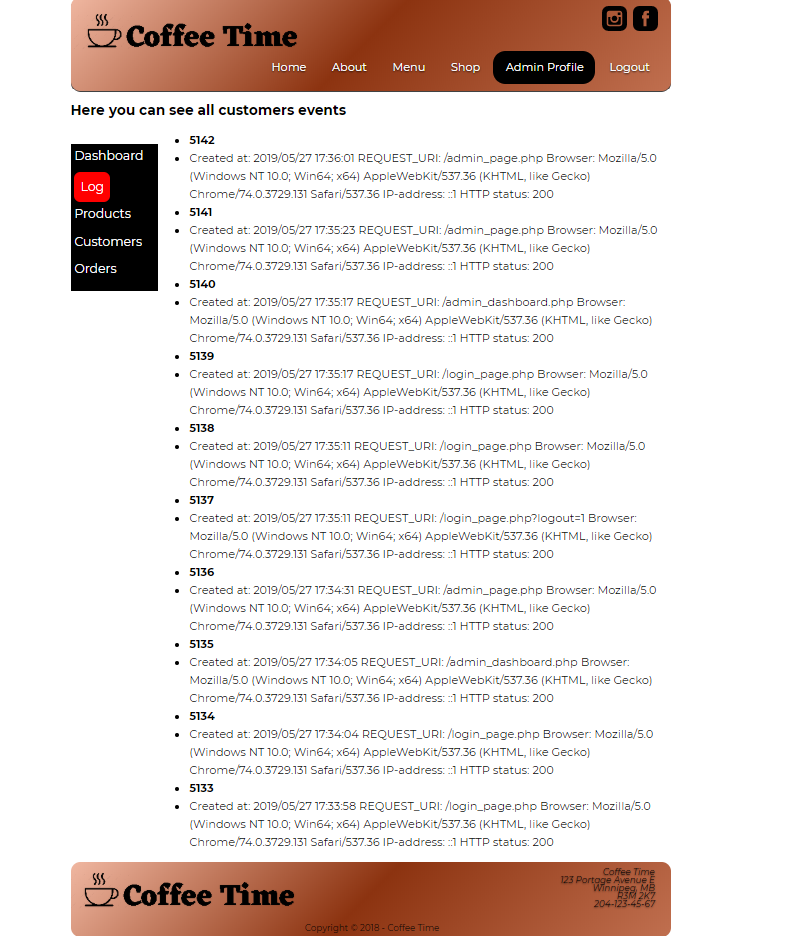 Coffee Time
Home About Menu Shop Admin Profile Logout
Here you can see all customers events
Dashboard
Log
Products
Customers
Orders
5142
Created at: 2019/05/27 17:36:01 REQUEST_URI: /admin_page.php Browser: Mozilla/5.0
(Windows NT 10.0; Win64; x64) AppleWebKit/537.36 (KHTML, like Gecko)
Chrome/74.0.3729.131 Safari/537.36 IP-address: ::1 HTTP status: 200
5141
Created at: 2019/05/27 17:35:23 REQUEST_URI: /admin_page.php Browser: Mozilla/5.0
(Windows NT 10.0; Win64; x64) AppleWebKit/537.36 (KHTML, like Gecko)
Chrome/74.0.3729.131 Safari/537.36 IP-address: ::1 HTTP status: 200
5140
Created at: 2019/05/27 17:35:17 REQUEST_URI: /admin_dashboard.php Browser:
Mozilla/5.0 (Windows NT 10.0; Win64; x64) AppleWebKit/537.36 (KHTML, like Gecko)
Chrome/74.0.3729.131 Safari/537.36 IP-address: ::1 HTTP status: 200
5139
Created at: 2019/05/27 17:35:17 REQUEST_URI: /login_page.php Browser: Mozilla/5.0
(Windows NT 10.0; Win64; x64) AppleWebKit/537.36 (KHTML, like Gecko)
Chrome/74.0.3729.131 Safari/537.36 IP-address: ::1 HTTP status: 200
5138
Created at: 2019/05/27 17:35:11 REQUEST_URI: /login_page.php Browser: Mozilla/5.0
(Windows NT 10.0; Win64; x64) AppleWebKit/537.36 (KHTML, like Gecko)
Chrome/74.0.3729.131 Safari/537.36 IP-address: ::1 HTTP status: 200
5137
Created at: 2019/05/27 17:35:11 REQUEST_URI: /login_page.php?logout=1 Browser:
Mozilla/5.0 (Windows NT 10.0; Win64; x64) AppleWebKit/537.36 (KHTML, like Gecko)
Chrome/74.0.3729.131 Safari/537.36 IP-address: ::1 HTTP status: 200
5136
Created at: 2019/05/27 17:34:31 REQUEST_URI: /admin_page.php Browser: Mozilla/5.0
(Windows NT 10.0; Win64; x64) AppleWebKit/537.36 (KHTML, like Gecko)
Chrome/74.0.3729.131 Safari/537.36 IP-address: ::1 HTTP status: 200
5135
Created at: 2019/05/27 17:34:05 REQUEST_URI: /admin_dashboard.php Browser:
Mozilla/5.0 (Windows NT 10.0; Win64; x64) AppleWebKit/537.36 (KHTML, like Gecko)
Chrome/74.0.3729.131 Safari/537.36 IP-address: ::1 HTTP status: 200
5134
Created at: 2019/05/27 17:34:04 REQUEST_URI: /login_page.php Browser: Mozilla/5.0
(Windows NT 10.0; Win64; x64) AppleWebKit/537.36 (KHTML, like Gecko)
Chrome/74.0.3729.131 Safari/537.36 IP-address: ::1 HTTP status: 200
5133
Created at: 2019/05/27 17:33:58 REQUEST_URI: /login_page.php Browser: Mozilla/5.0
(Windows NT 10.0; Win64; x64) AppleWebKit/537.36 (KHTML, like Gecko)
Chrome/74.0.3729.131 Safari/537.36 IP-address: ::1 HTTP status: 200
Coffee Time
Coffee Time
123 Portage Avenue E
Winnipeg, MB
R3M 2K7
204-123-45-67
Copyright © 2018 - Coffee Time